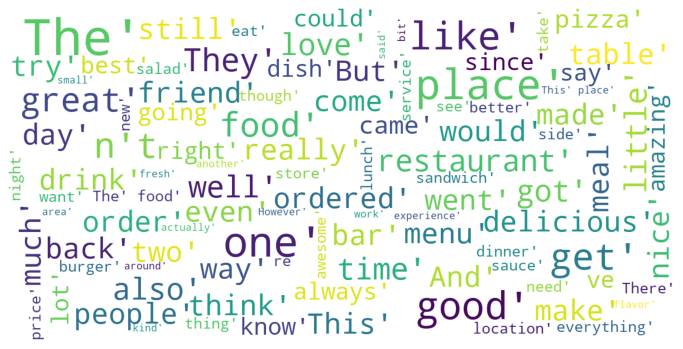 The'
still'
eat'
could'
like'
take'
pizza'
They'
love'
said'
bit'
since'
table'
try'
best'
salad'
dish'
But'
service'
say'
small'
new'
This' place'
great'
friend'
though'
come'
place'
see'
better'
made'
little'
amazing'
day'
going'
food'
came'
would'
side'
n't
right'
really'
lunch'
restaurant'
meal'
night'
another'
drink'
fresh'
store'
well'
sandwich'
want'
The' food'
ordered'
went'
got'
nice'
much'
area'
order'
even'
However'
work'
experience'
delicious'
actually'
back'
two'
one'
awesome'
bar'
menu'
dinner'
get'
burger'
around'
way'
re
time'
And'
sauce'
There'
price'
lot'
also'
think'
always'
need'
ve
good'
make'
flavor'
people'
kind'
thing'
know'
This'
location'
everything'